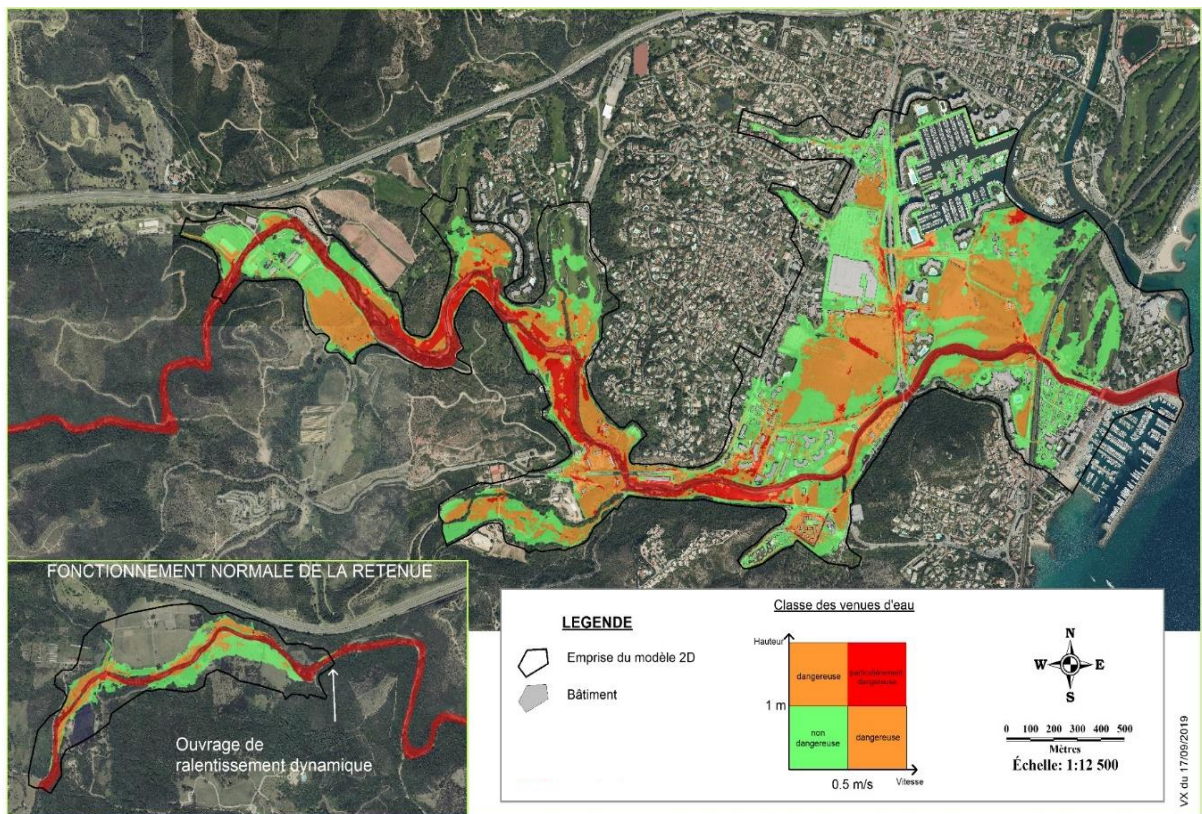 FONCTIONNEMENT NORMALE DE LA RETENUE
Ouvrage de
ralentissement dynamique
LEGENDE
Emprise du modèle 2D
Bâtiment
Classe des venues d'eau
Hauteur
dangereuse
particulièrement
dangereuse
1 m
non
dangereuse
dangereuse
0.5 m/s
Vitesse
N
W E
S
0 100 200 300 400 500
Mètres
Échelle: 1:12 500
VX du 17/09/2019